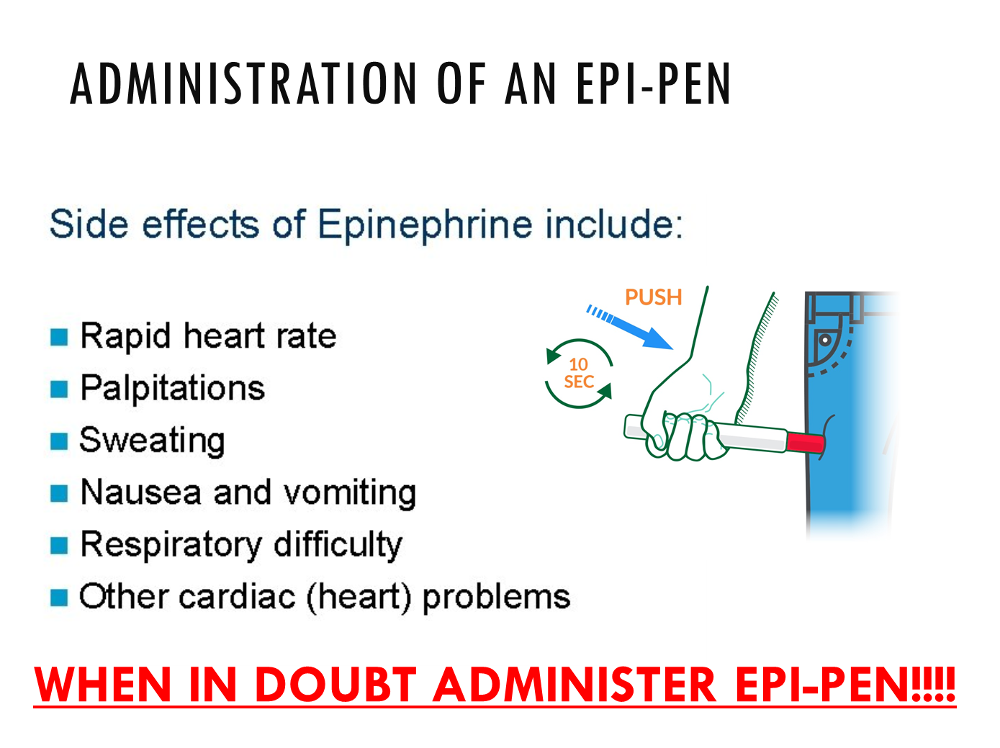 ADMINISTRATION OF AN EPI-PEN
Side effects of Epinephrine include:
Rapid heart rate
Palpitations
Sweating
Nausea and vomiting
Respiratory difficulty
Other cardiac (heart) problems
PUSH
10
SEC
WHEN IN DOUBT ADMINISTER EPI-PEN!!!!